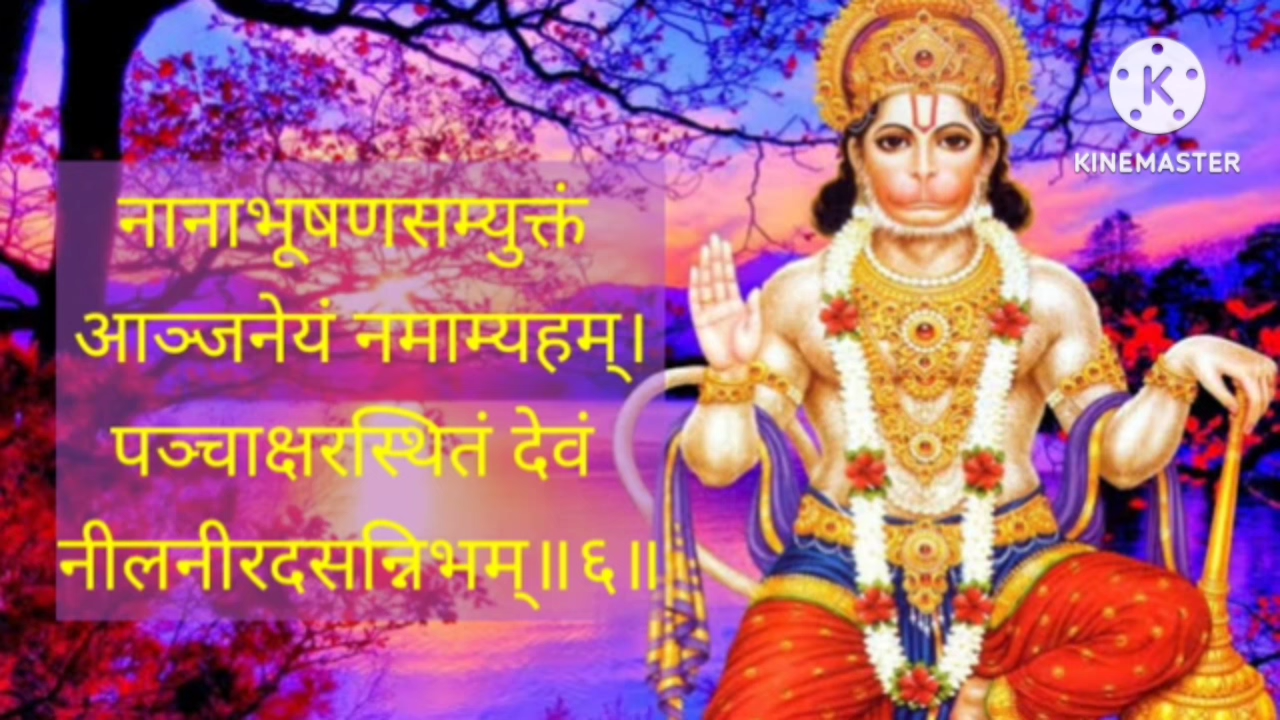 नानाभूषणसम्युक्तं
आञ्जनेयं नमाम्यहम्।
पञ्चाक्षरस्थितं देवं
नीलनीरदसन्निभम्॥६॥
K
KINEMASTER